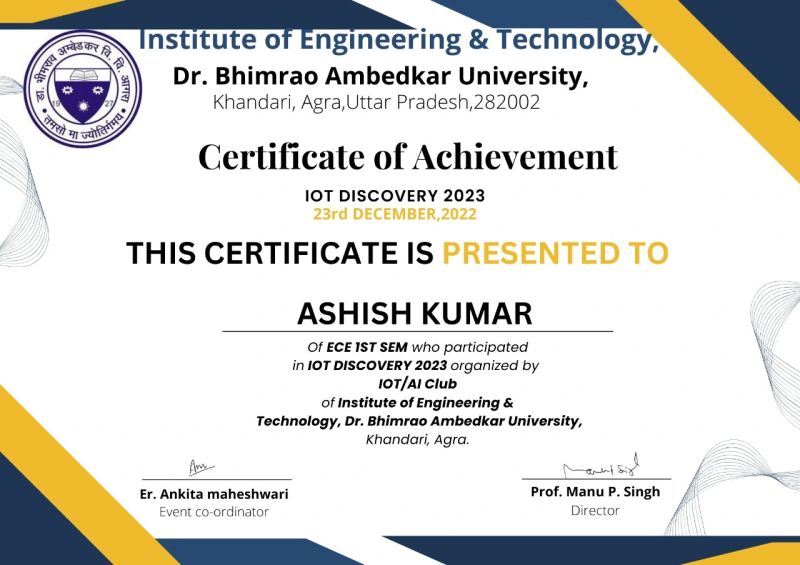 Institute of Engineering & Technology,
Dr. Bhimrao Ambedkar University,
Khandari, Agra,Uttar Pradesh,282002
डा. भीमराव अम्बेडकर वि. वि. आगरा
19 27
तमसो मा ज्योतिर्गमय
Certificate of Achievement
IOT DISCOVERY 2023
23rd DECEMBER,2022
THIS CERTIFICATE IS PRESENTED TO
ASHISH KUMAR
Of ECE 1ST SEM who participated
in IOT DISCOVERY 2023 organized by
IOT/AI Club
of Institute of Engineering &
Technology, Dr. Bhimrao Ambedkar University,
Khandari, Agra.
Er. Ankita maheshwari
Event co-ordinator
Prof. Manu P. Singh
Director